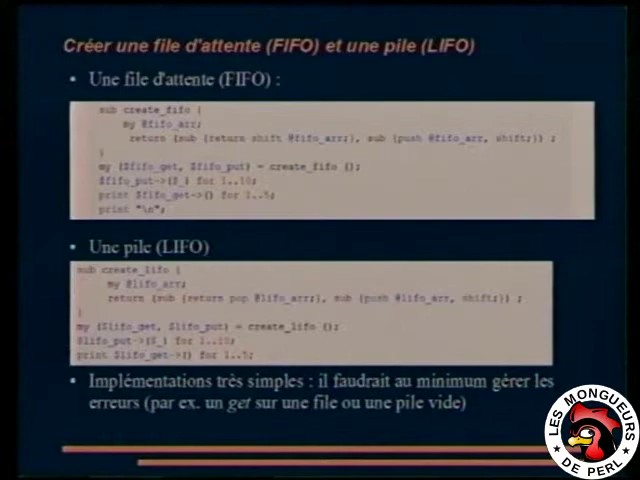 Créer une file d'attente (FIFO) et une pile (LIFO)
• Une file d'attente (FIFO) :
sub create_fifo {
my @fifo_arr;
return (sub {return shift @fifo_arr;}, sub {push @fifo_arr, shift;}) ;
}
my ($fifo_get, $fifo_put) = create_fifo ();
$fifo_put->($_) for 1..10;
print $fifo_get->() for 1..5;
print "\n";
• Une pile (LIFO)
sub create_lifo {
my @lifo_arr;
return (sub {return pop @lifo_arr;}, sub {push @lifo_arr, shift;}) ;
}
my ($lifo_get, $lifo_put) = create_lifo ();
$lifo_put->($_) for 1..10;
print $lifo_get->() for 1..5;
• Implémentations très simples : il faudrait au minimum gérer les
erreurs (par ex. un get sur une file ou une pile vide)
LES MONGUEURS
DE PERL